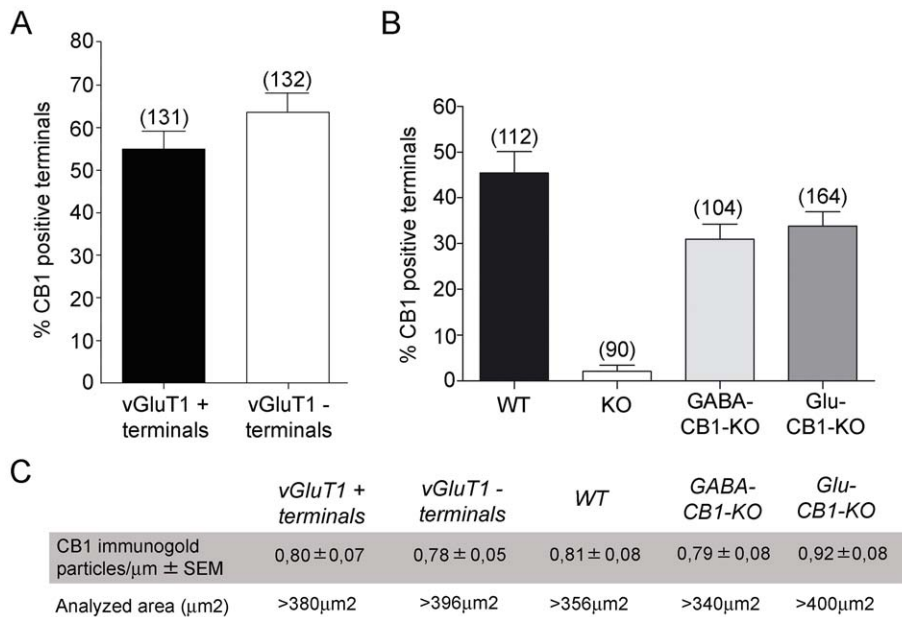 A
% CB1 positive terminals
80
70
60
50
40
30
20
10
0
(131)
(132)
vGluT1 +
terminals
vGluT1 -
terminals
B
% CB1 positive terminals
60
50
40
30
20
10
0
(112)
(90)
(104)
(164)
WT
KO
GABA-
CB1-KO
Glu-
CB1-KO
C
vGluT1 +
terminals
vGluT1 -
terminals
WT
GABA-
CB1-KO
Glu-
CB1-KO
CB1 immunogold
particles/μm ± SEM
0,80 ± 0,07
0,78 ± 0,05
0,81 ± 0,08
0,79 ± 0,08
0,92 ± 0,08
Analyzed area (μm2)
>380μm2
>396μm2
>356μm2
>340μm2
>400μm2